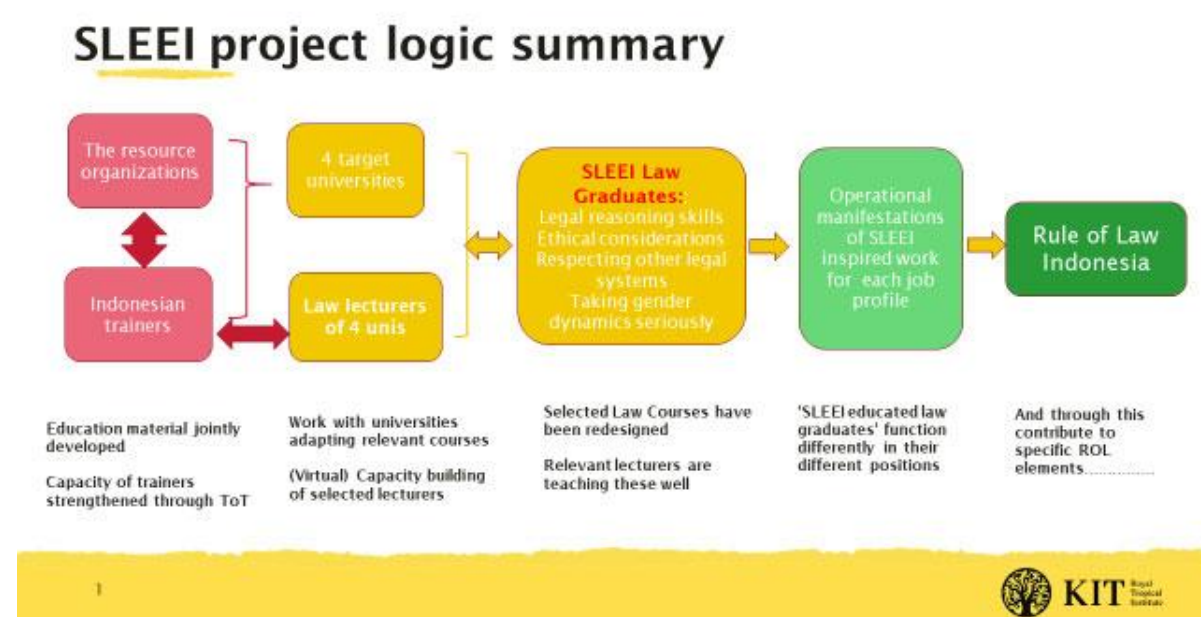 SLEEI project logic summary
The resource
organizations
Indonesian
trainers
4 target
universities
Law lecturers
of 4 unis
SLEEI Law
Graduates:
Legal reasoning skills
Ethical considerations
Respecting other legal
systems
Taking gender
dynamics seriously
Operational
manifestations
of SLEEI
inspired work
for each job
profile
Rule of Law
Indonesia
Education material jointly
developed
Capacity of trainers
strengthened through ToT
Work with universities
adapting relevant courses
(Virtual) Capacity building
of selected lecturers
Selected Law Courses have
been redesigned
Relevant lecturers are
teaching these well
'SLEEI educated law
graduates' function
differently in their
different positions
And through this
contribute to
specific ROL
elements...............
1
KIT
Royal
Tropical
Institute